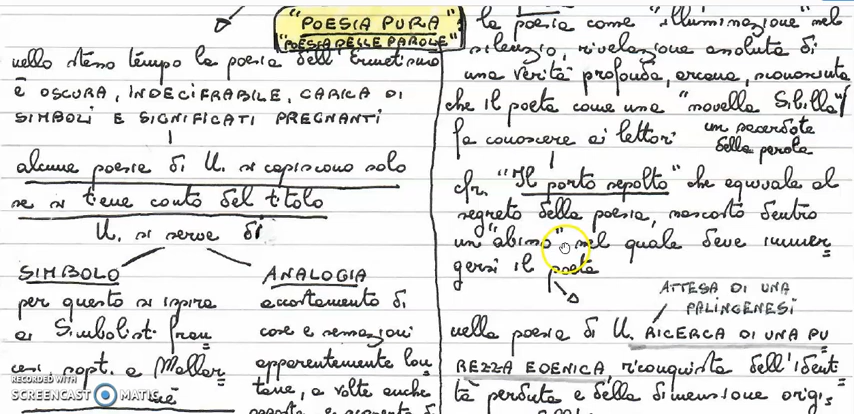 "POESIA PURA"
"POESIA DELLE PAROLE"
nello stesso tempo la poesia dell'Ermetismo
è OSCURA, INDECIFRABILE, CARICA DI
SIMBOLI E SIGNIFICATI PREGNANTI
alcune poesie di U. si capiscono solo
se si tiene conto del titolo
U. si serve di
SIMBOLO
per questo si ispira
ai Simbolisti fran
cesi sopt. a Mallar
mé
ANALOGIA
accostamento di
cose e sensazioni
apparentemente lon
tane, a volte anche
la poesia come "illuminazione" nel
silenzio, rivelazione assoluta di
una verità profonda, arcana, sconosciuta
che il poeta come una "novella Sibilla"
fa conoscere ai lettori
un sacerdote
della parola
cfr. "Il porto sepolto" che equivale al
segreto della poesia, nascosto dentro
un "abisso" nel quale deve immer
gersi il poeta
ATTESA DI UNA
PALINGENESI
nella poesia di U. RICERCA DI UNA PU
REZZA EDENICA, riconquista dell'identi
tà perduta e della dimensione origi
RECORDED WITH
SCREENCAST MATIC